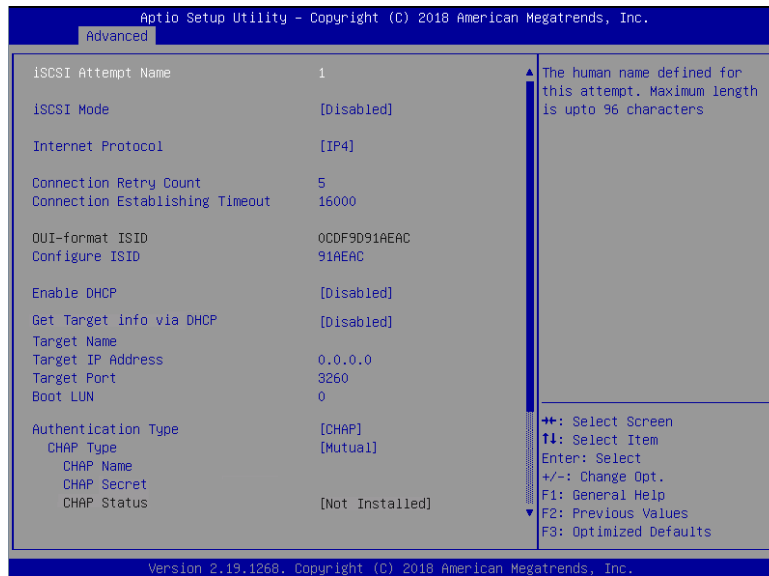 Aptio Setup Utility – Copyright (C) 2018 American Megatrends, Inc.
Advanced
iSCSI Attempt Name 1
iSCSI Mode [Disabled]
Internet Protocol [IP4]
Connection Retry Count 5
Connection Establishing Timeout 16000
OUI-format ISID 0CDF9D91AEAC
Configure ISID 91AEAC
Enable DHCP [Disabled]
Get Target info via DHCP [Disabled]
Target Name
Target IP Address 0.0.0.0
Target Port 3260
Boot LUN 0
Authentication Type [CHAP]
CHAP Type [Mutual]
CHAP Name
CHAP Secret
CHAP Status [Not Installed]
The human name defined for
this attempt. Maximum length
is upto 96 characters
→←: Select Screen
↑↓: Select Item
Enter: Select
+/-: Change Opt.
F1: General Help
F2: Previous Values
F3: Optimized Defaults
Version 2.19.1268. Copyright (C) 2018 American Megatrends, Inc.